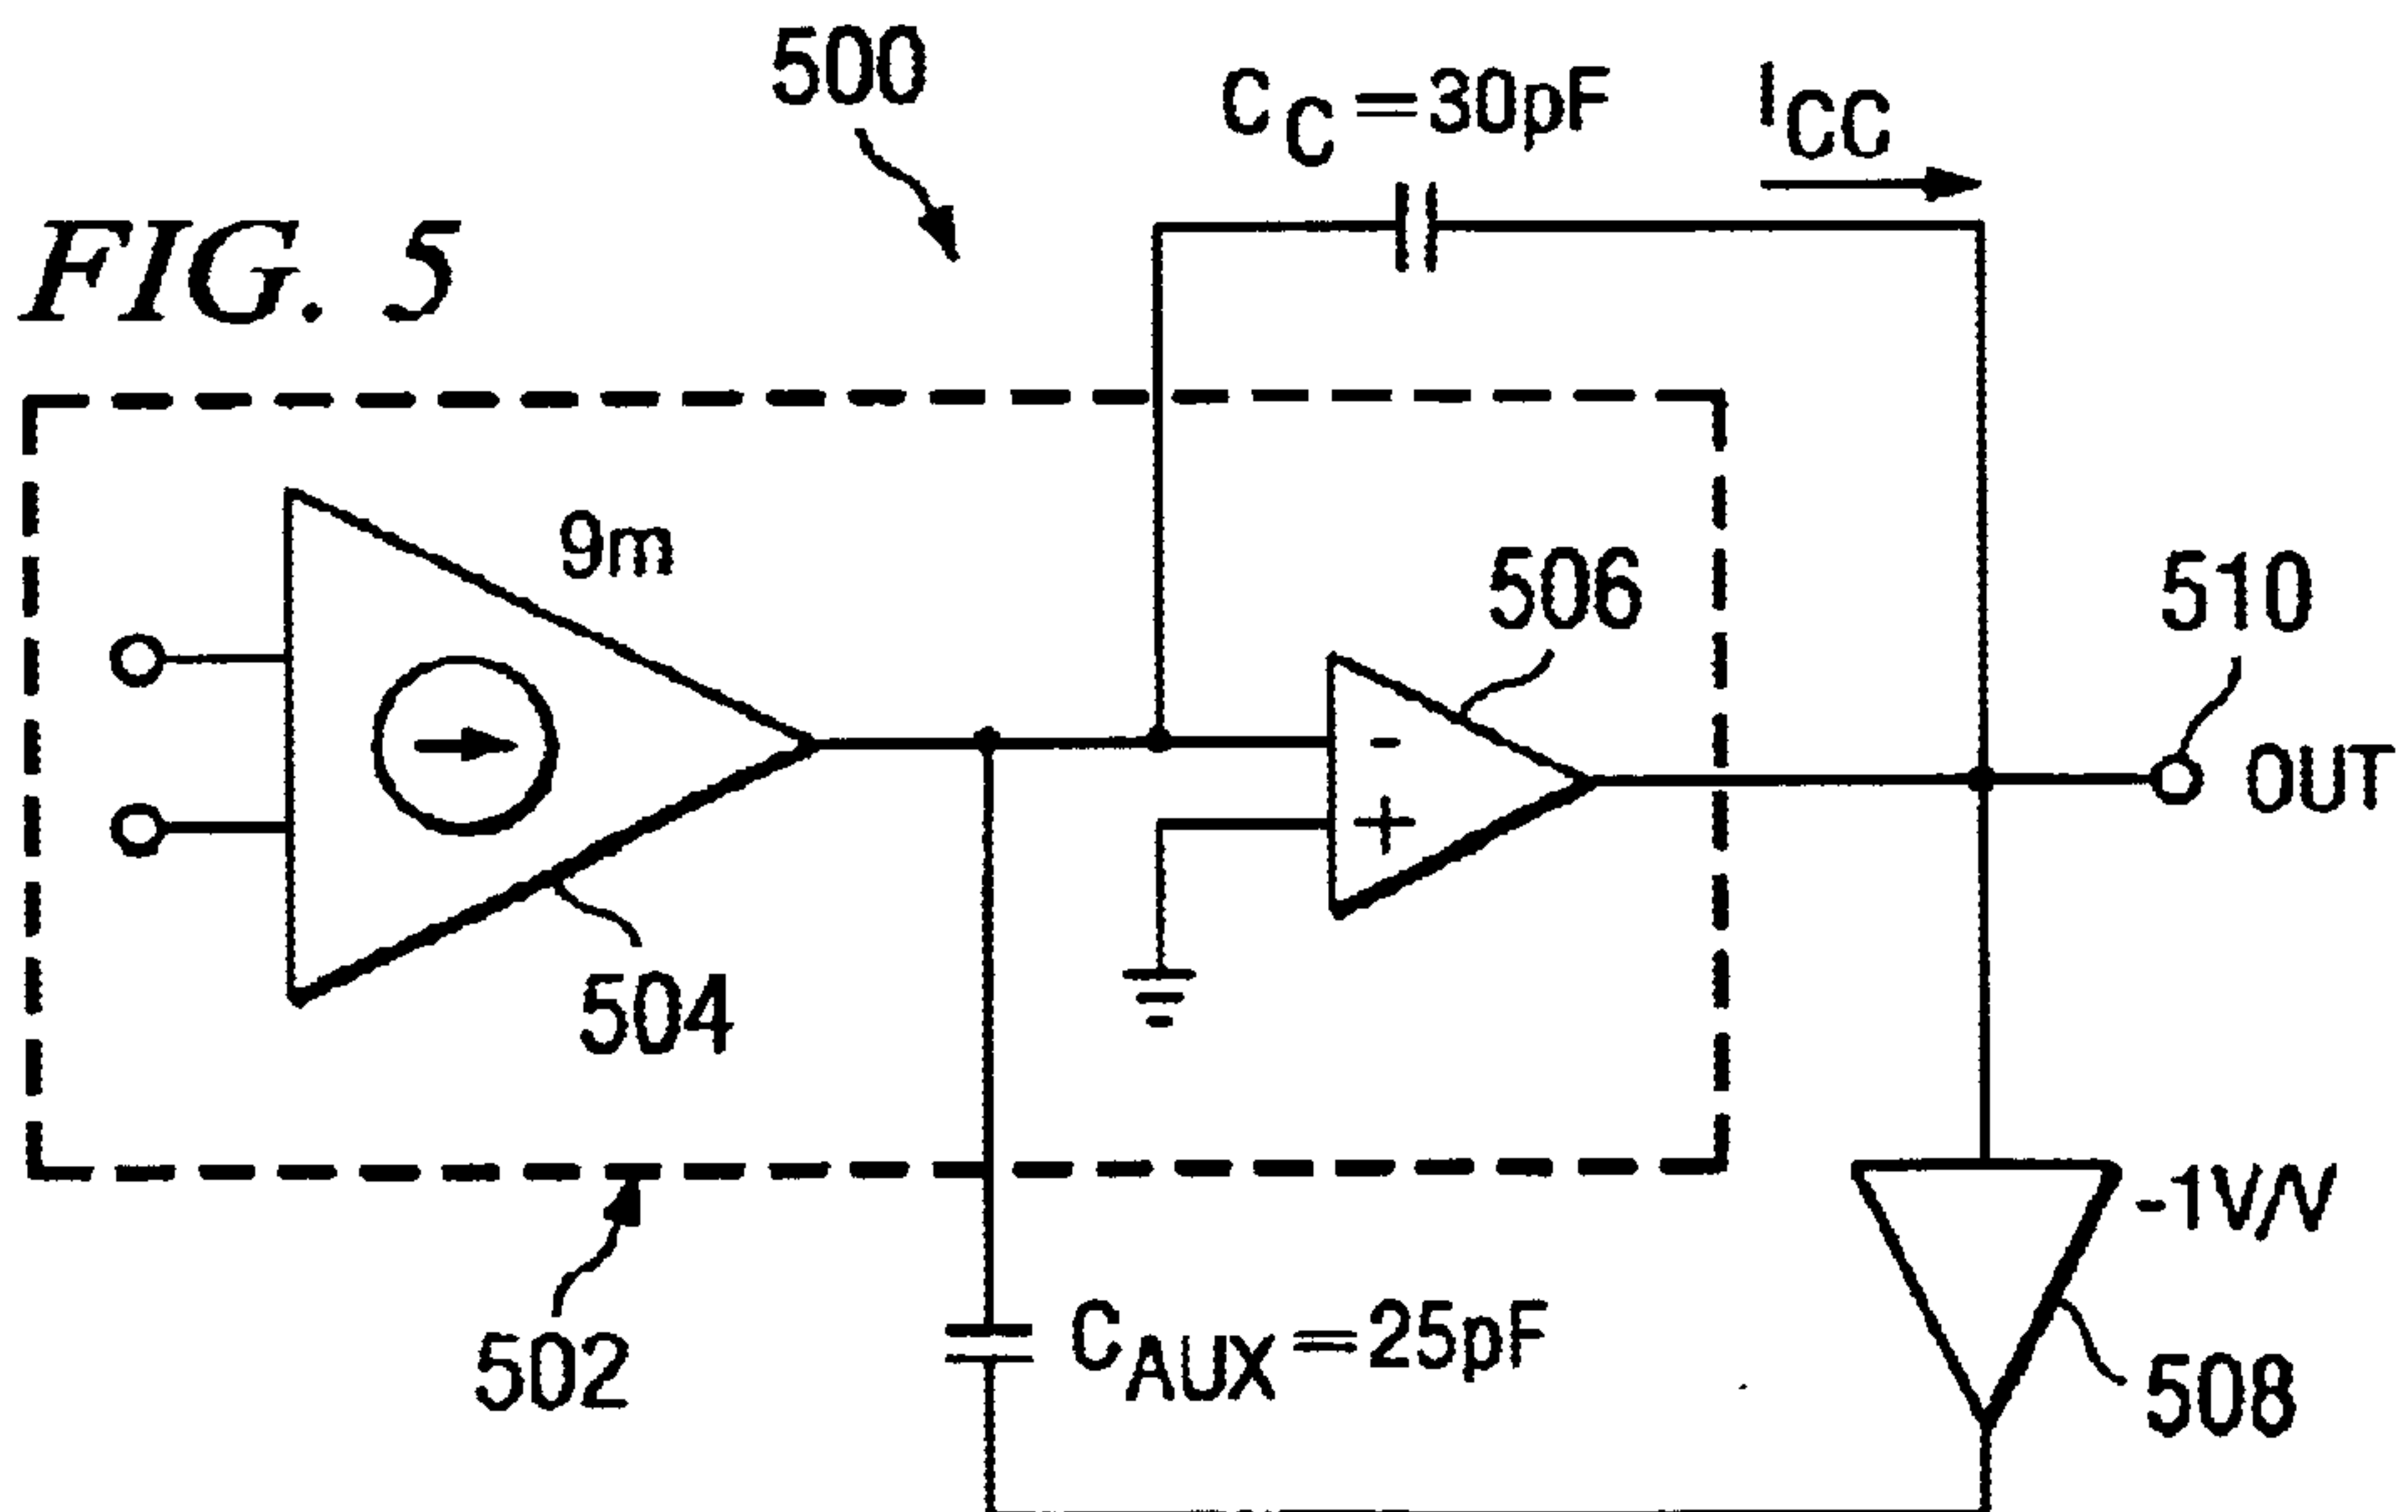 500
C_C=30pF
I_CC
FIG. 5
9m
506
510
-
+
OUT
504
-1V/V
502
C_AUX=25pF
508